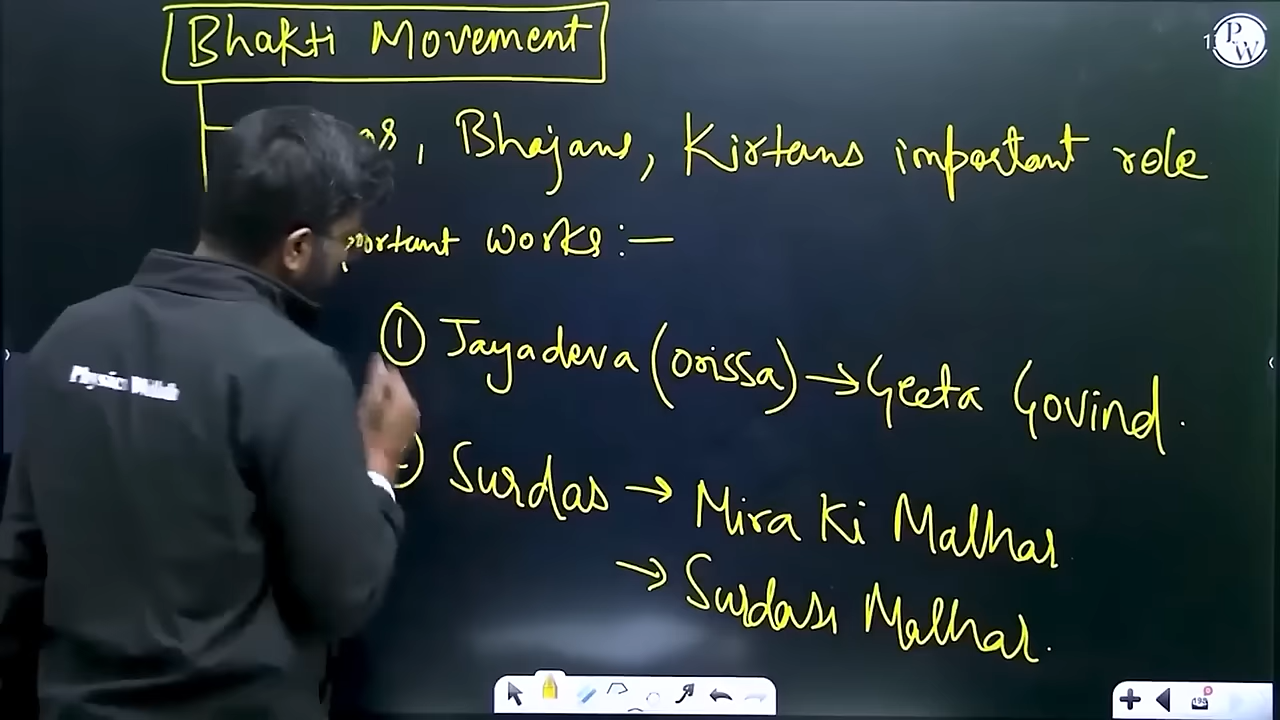 Bhakti Movement
, Bhajans, Kirtans important role
works :—
① Jayadeva (Orissa) → Geeta Govind.
Surdas → Mira Ki Malhar
→ Surdasi Malhar.
Physics Wallah
PW